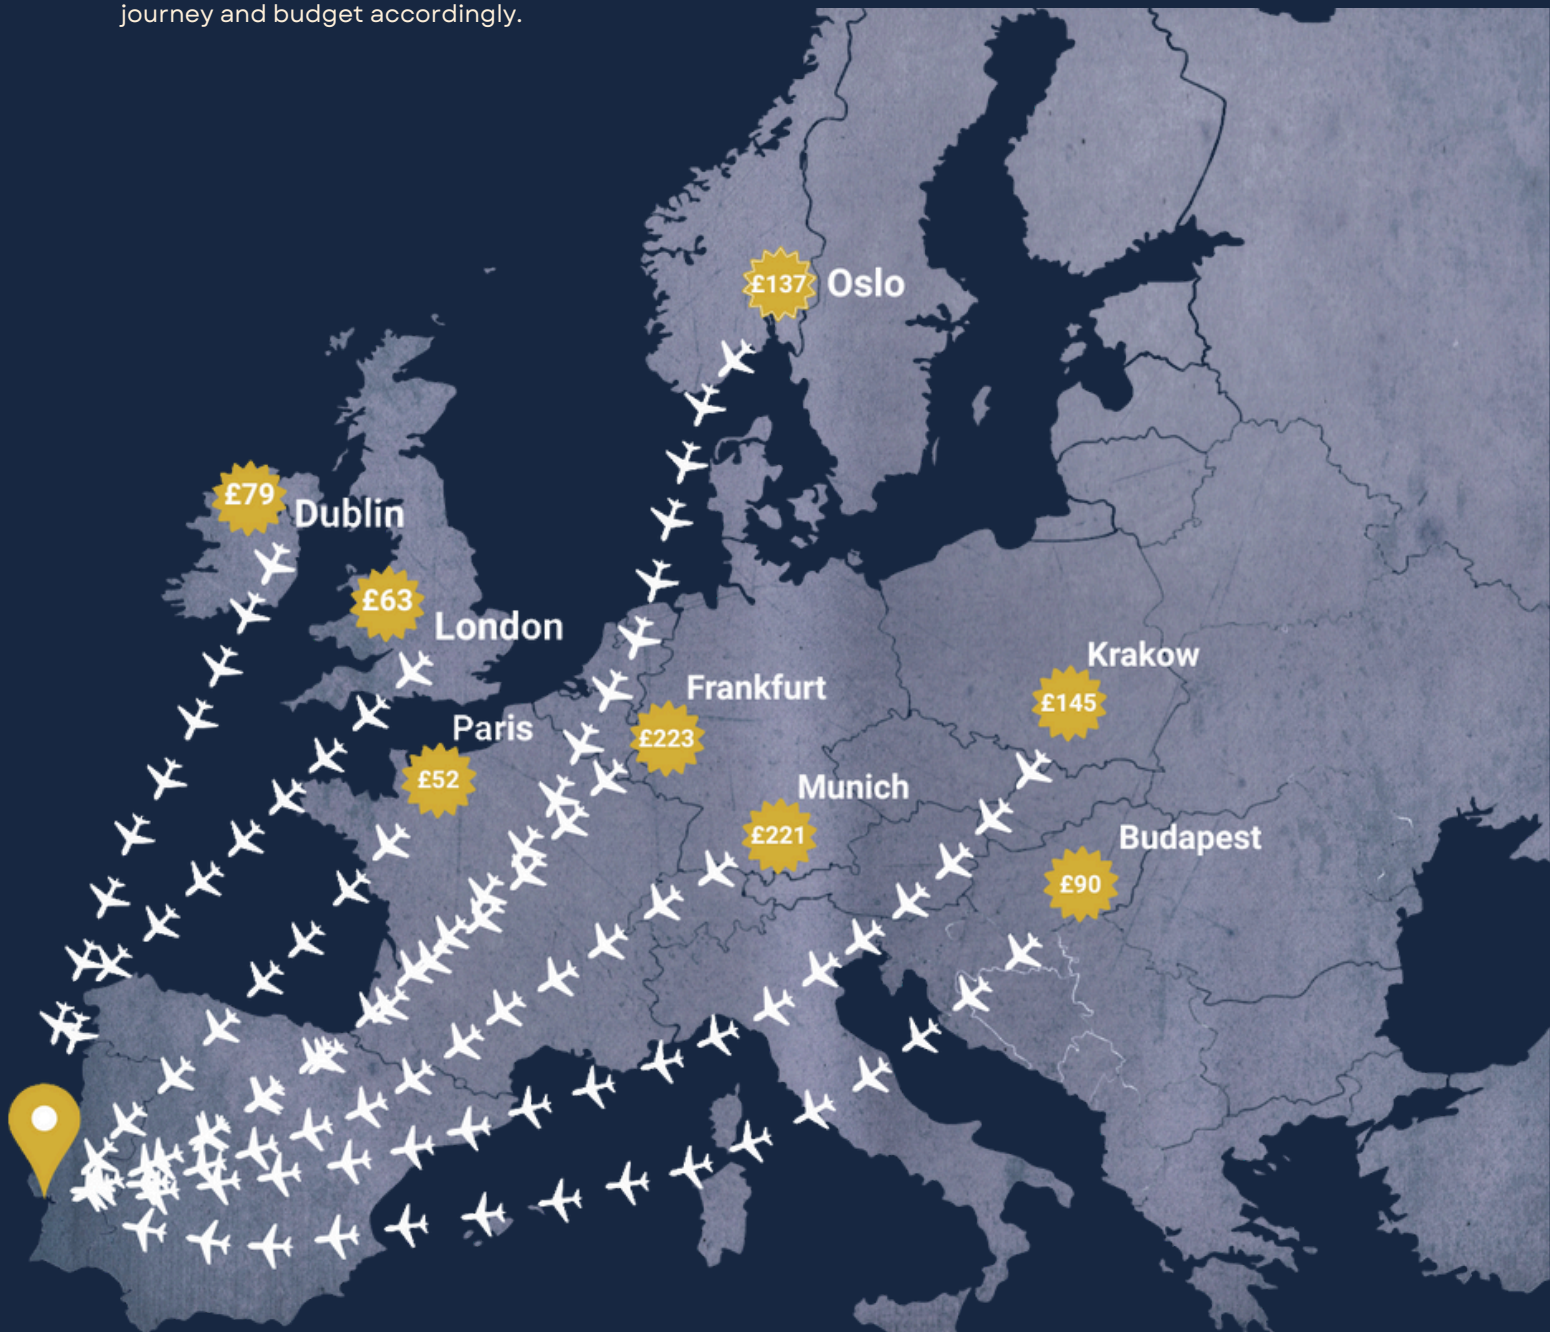 journey and budget accordingly.
£137 Oslo
£79
Dublin
£63
London
Krakow
£145
Frankfurt
£223
Paris
£52
Munich
£221
Budapest
£90